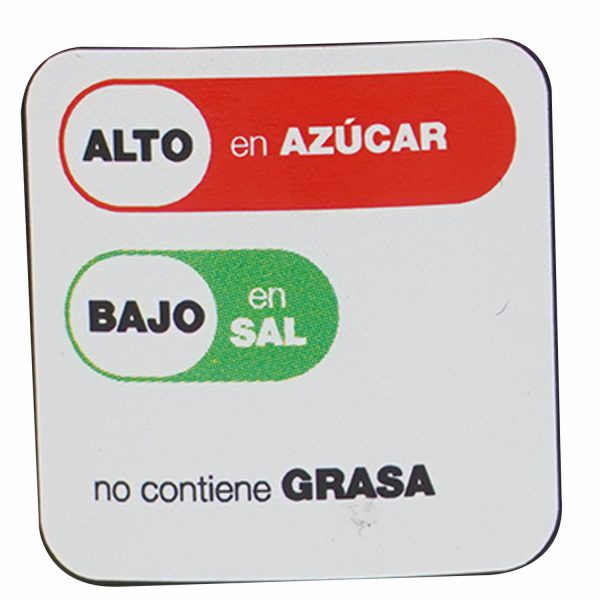 ALTO en AZÚCAR
BAJO en SAL
no contiene GRASA